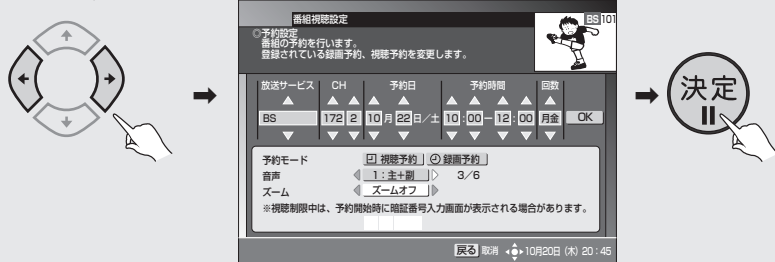 番組視聴設定
BS 101
◎予約設定
番組の予約を行います。
登録されている録画予約、視聴予約を変更します。
放送サービス CH 予約日 予約時間 回数
BS 172 2 10月22日／土 10：00－12：00 月金 OK
予約モード 視聴予約 録画予約
音声 1：主+副 3／6
ズーム ズームオフ
※視聴制限中は、予約開始時に暗証番号入力画面が表示される場合があります。
戻る 取消 10月20日 (木) 20：45
決定